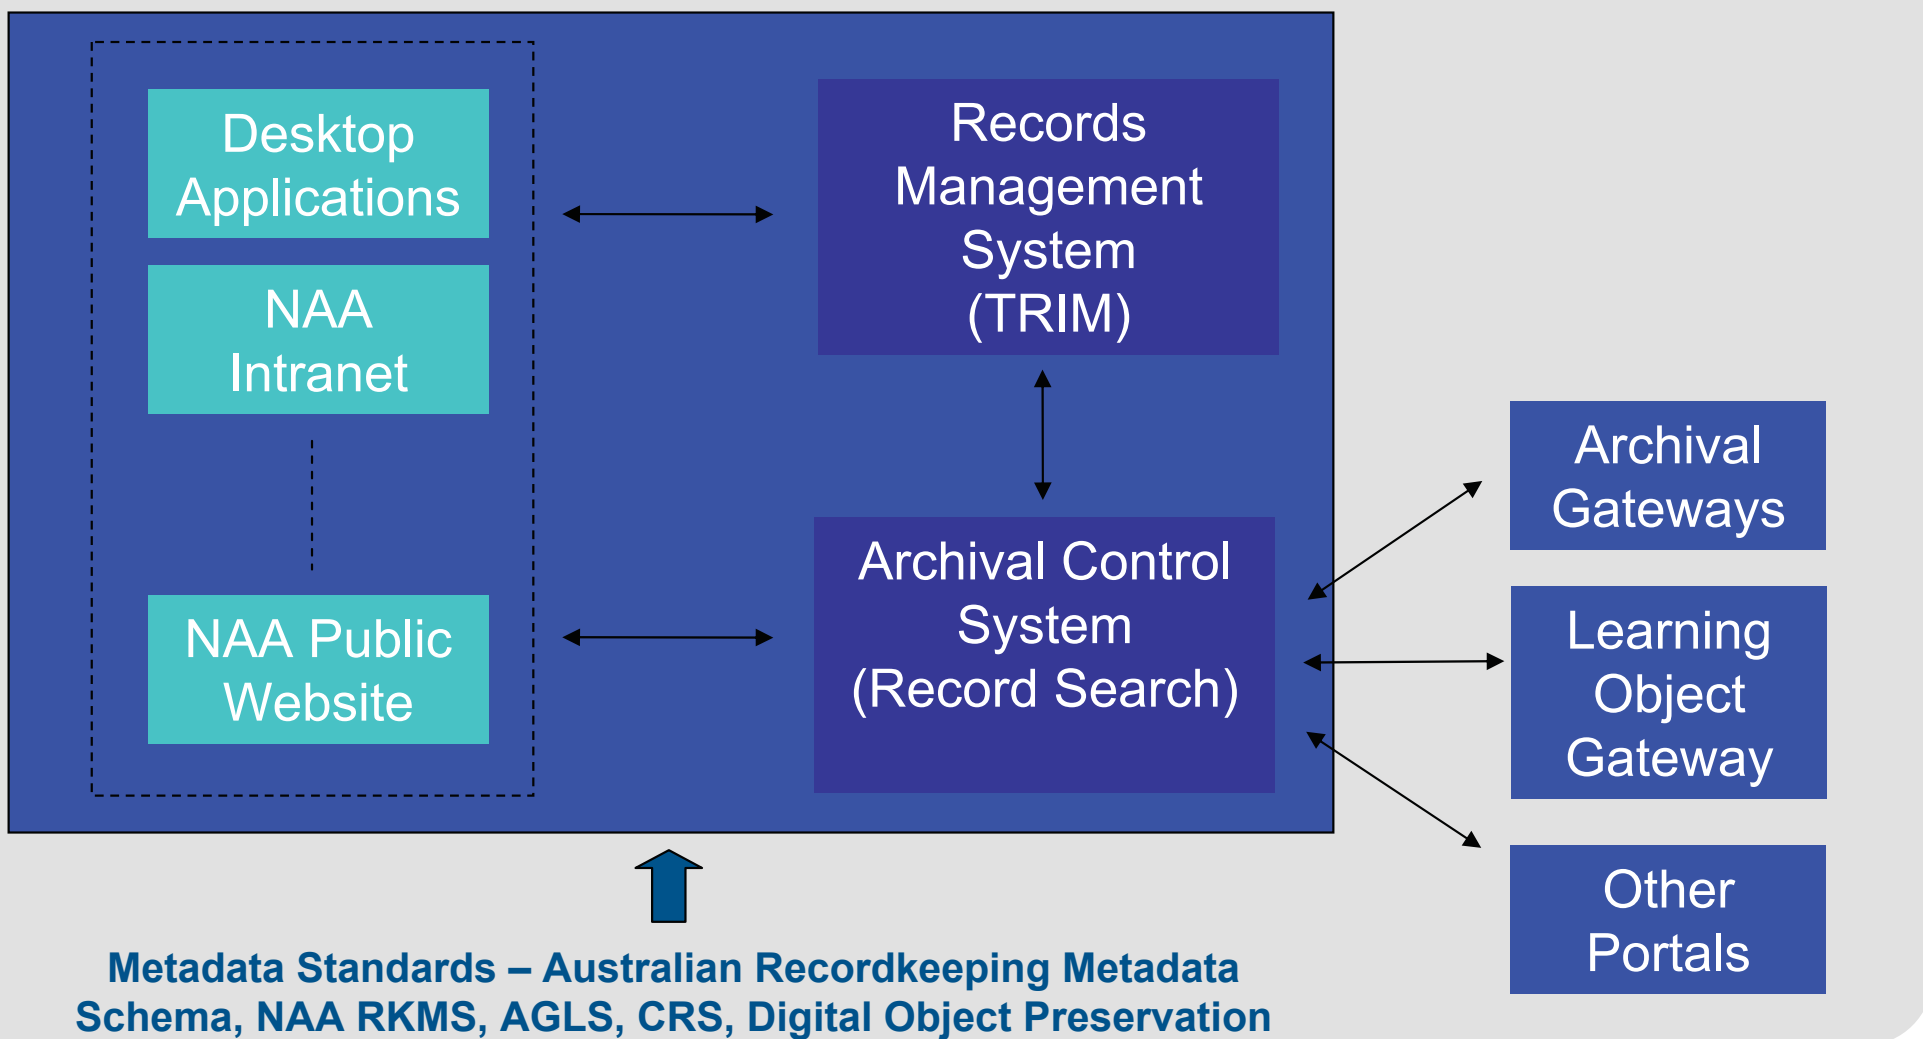 Desktop
Applications
NAA
Intranet
NAA Public
Website
Records
Management
System
(TRIM)
Archival Control
System
(Record Search)
Archival
Gateways
Learning
Object
Gateway
Other
Portals
Metadata Standards – Australian Recordkeeping Metadata
Schema, NAA RKMS, AGLS, CRS, Digital Object Preservation